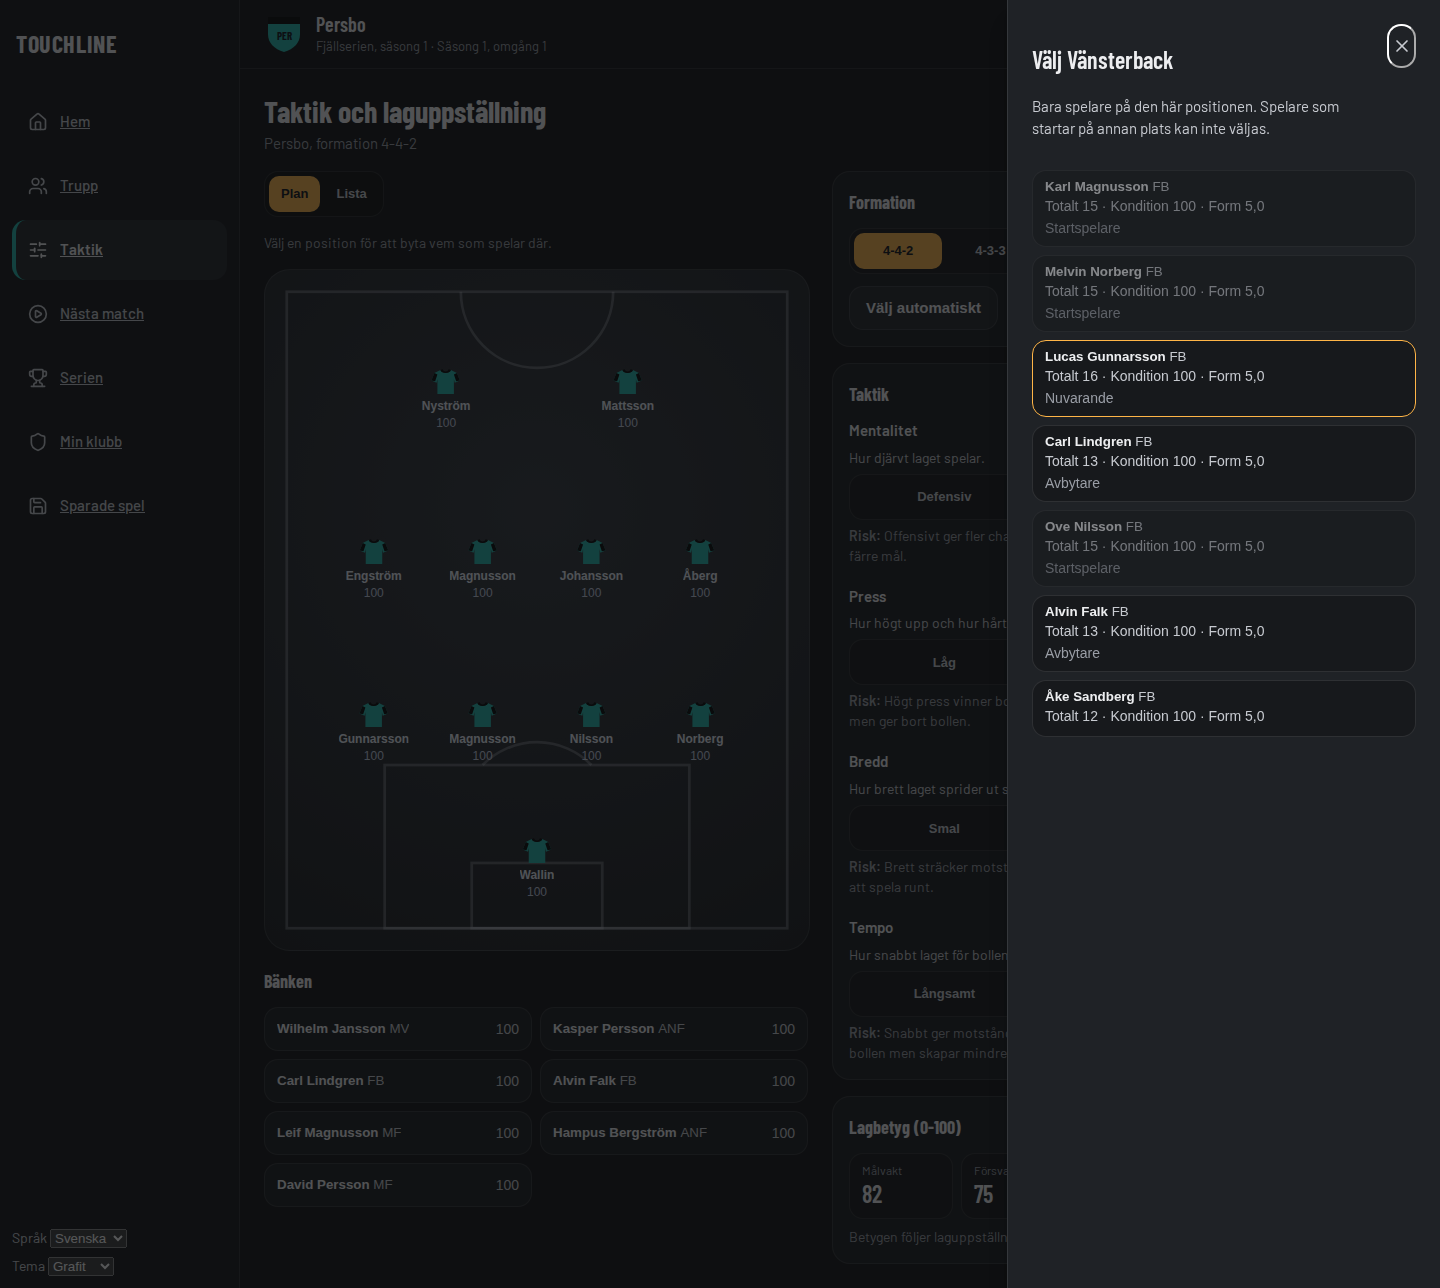 TOUCHLINE
Hem
Trupp
Taktik
Nästa match
Serien
Min klubb
Sparade spel
Språk Svenska
Tema Grafit
PER
Persbo
Fjällserien, säsong 1 · Säsong 1, omgång 1
Taktik och laguppställning
Persbo, formation 4-4-2
Plan Lista
Välj en position för att byta vem som spelar där.
Nyström Mattsson
100 100
Engström Magnusson Johansson Åberg
100 100 100 100
Gunnarsson Magnusson Nilsson Norberg
100 100 100 100
Wallin
100
Bänken
Wilhelm Jansson MV 100
Kasper Persson ANF 100
Carl Lindgren FB 100
Alvin Falk FB 100
Leif Magnusson MF 100
Hampus Bergström ANF 100
David Persson MF 100
Formation
4-4-2 4-3-3
Välj automatiskt
Taktik
Mentalitet
Hur djärvt laget spelar.
Defensiv
Risk: Offensivt ger fler cha
färre mål.
Press
Hur högt upp och hur hårt
Låg
Risk: Högt press vinner bo
men ger bort bollen.
Bredd
Hur brett laget sprider ut s
Smal
Risk: Brett sträcker motst
att spela runt.
Tempo
Hur snabbt laget för bollen
Långsamt
Risk: Snabbt ger motstånd
bollen men skapar mindre
Lagbetyg (0-100)
Målvakt Försva
82 75
Betygen följer laguppställn
Välj Vänsterback
Bara spelare på den här positionen. Spelare som
startar på annan plats kan inte väljas.
Karl Magnusson FB
Totalt 15 · Kondition 100 · Form 5,0
Startspelare
Melvin Norberg FB
Totalt 15 · Kondition 100 · Form 5,0
Startspelare
Lucas Gunnarsson FB
Totalt 16 · Kondition 100 · Form 5,0
Nuvarande
Carl Lindgren FB
Totalt 13 · Kondition 100 · Form 5,0
Avbytare
Ove Nilsson FB
Totalt 15 · Kondition 100 · Form 5,0
Startspelare
Alvin Falk FB
Totalt 13 · Kondition 100 · Form 5,0
Avbytare
Åke Sandberg FB
Totalt 12 · Kondition 100 · Form 5,0